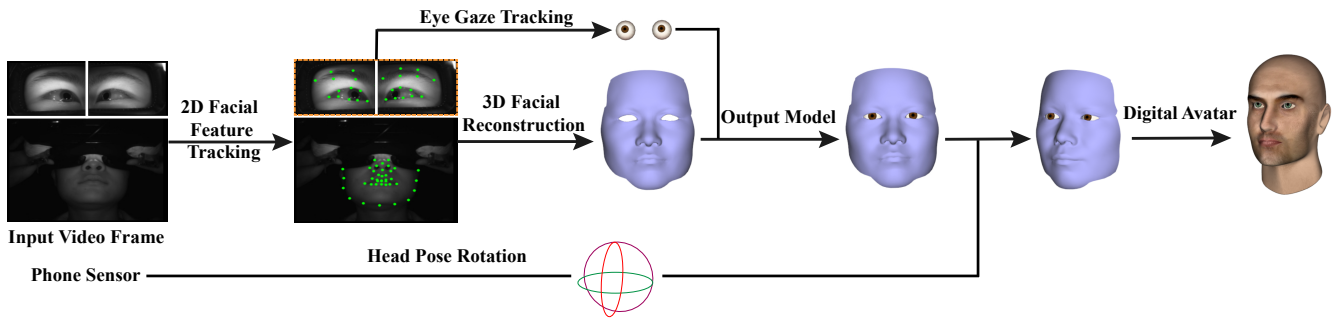 Eye Gaze Tracking
2D Facial
Feature
Tracking
3D Facial
Reconstruction
Output Model
Digital Avatar
Input Video Frame
Head Pose Rotation
Phone Sensor